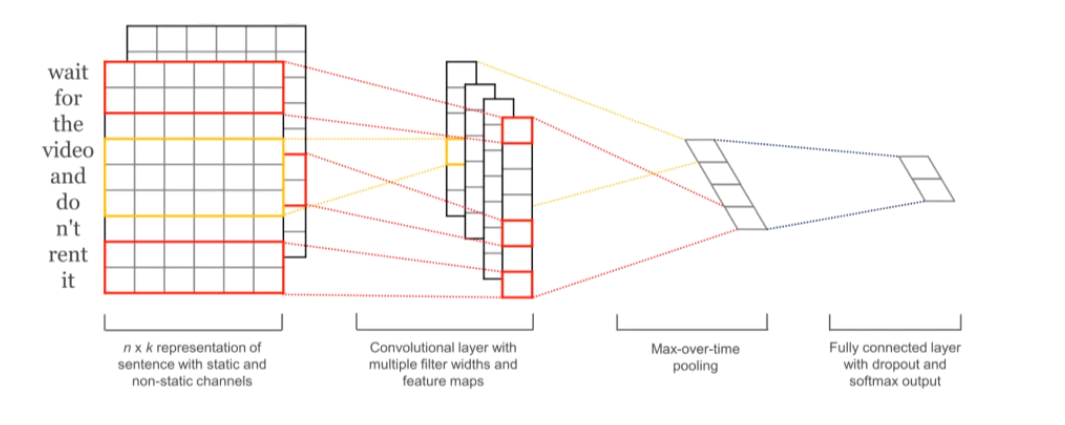 wait
for
the
video
and
do
n't
rent
it
n x k representation of
sentence with static and
non-static channels
Convolutional layer with
multiple filter widths and
feature maps
Max-over-time
pooling
Fully connected layer
with dropout and
softmax output